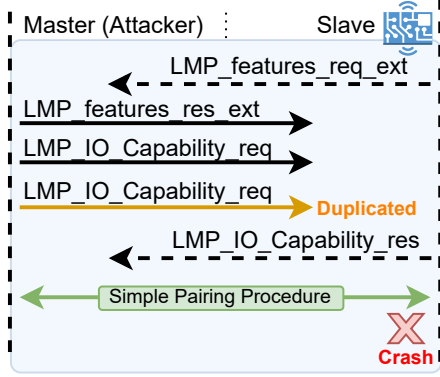 Master (Attacker) Slave
LMP_features_req_ext
LMP_features_res_ext
LMP_IO_Capability_req
LMP_IO_Capability_req
Duplicated
LMP_IO_Capability_res
Simple Pairing Procedure
Crash